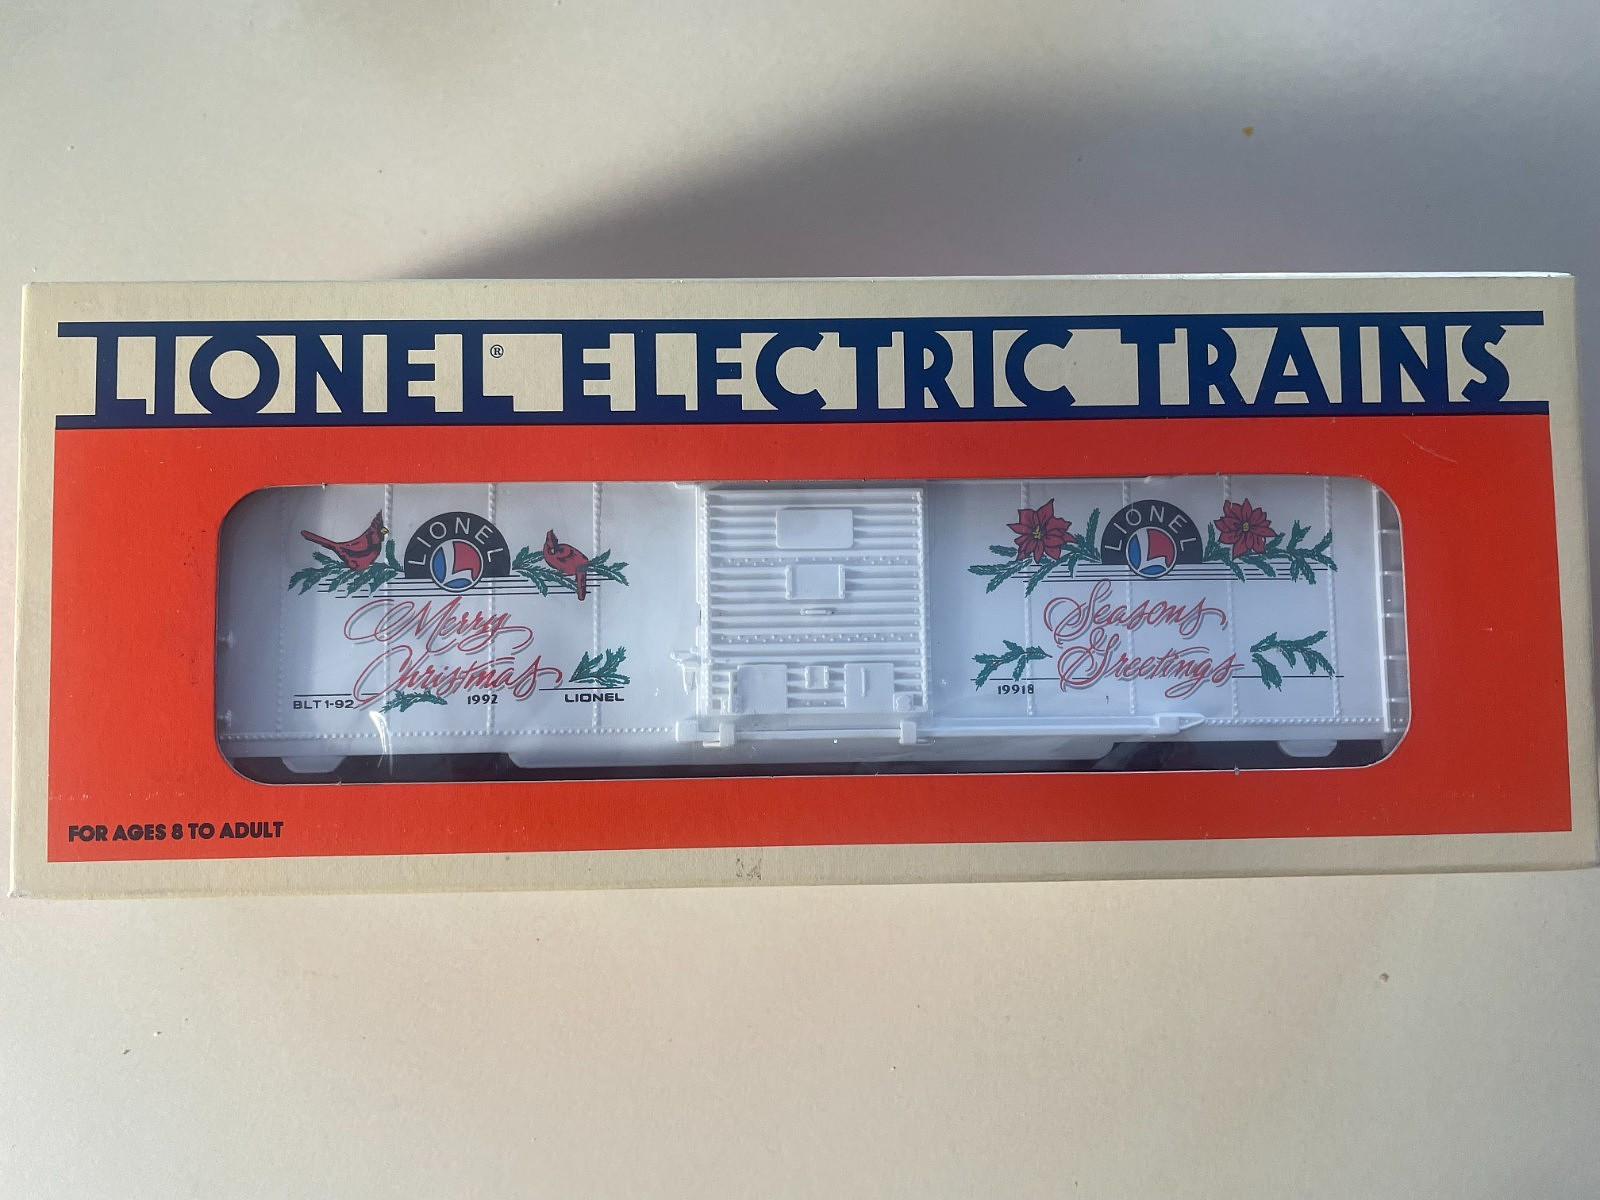 LIONEL® ELECTRIC TRAINS
LIONEL
Merry
Christmas
BLT 1-92
1992
LIONEL
LIONEL
Seasons
Greetings
19918
FOR AGES 8 TO ADULT